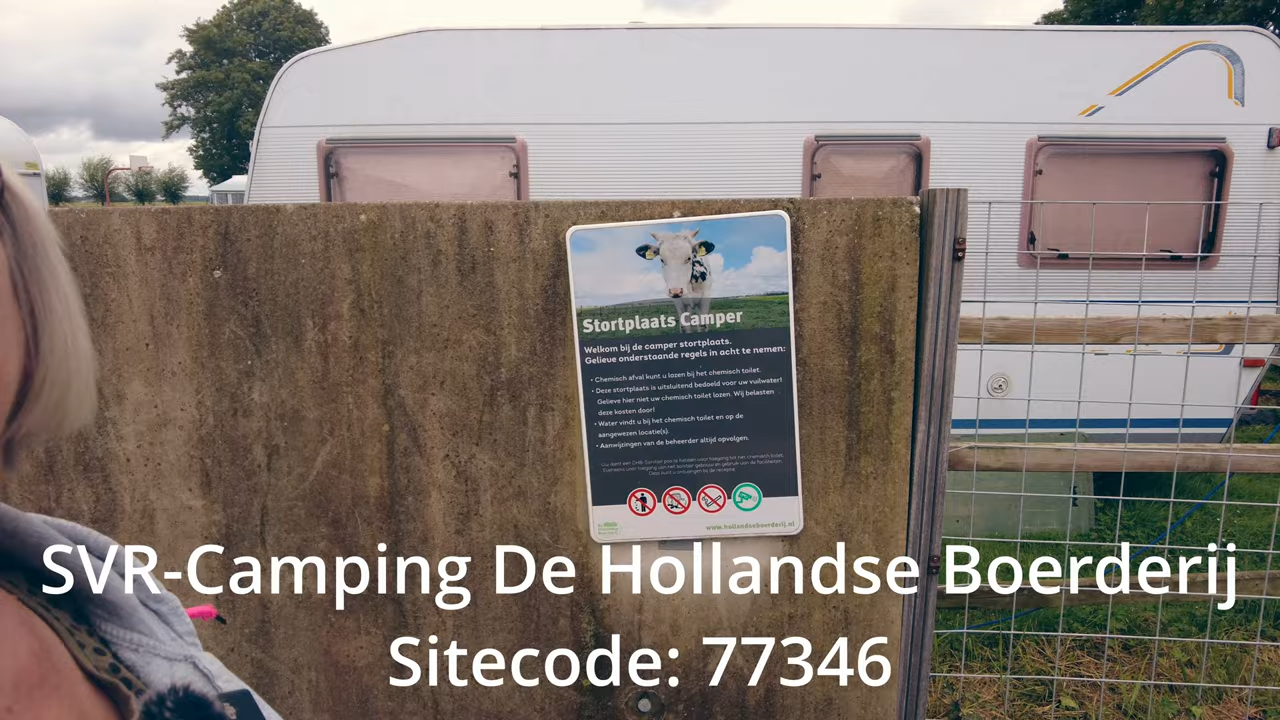 Stortplaats Camper
Welkom bij de camper stortplaats.
Gelieve onderstaande regels in acht te nemen:
• Chemisch afval kunt u lozen bij het chemisch toilet.
• Deze stortplaats is uitsluitend bedoeld voor uw vuilwater!
Gelieve hier niet uw chemisch toilet lozen. Wij belasten
deze kosten door!
• Water vindt u bij het chemisch toilet en op de
aangewezen locatie(s).
• Aanwijzingen van de beheerder altijd opvolgen.
www.hollandseboerderij.nl
SVR-Camping De Hollandse Boerderij
Sitecode: 77346